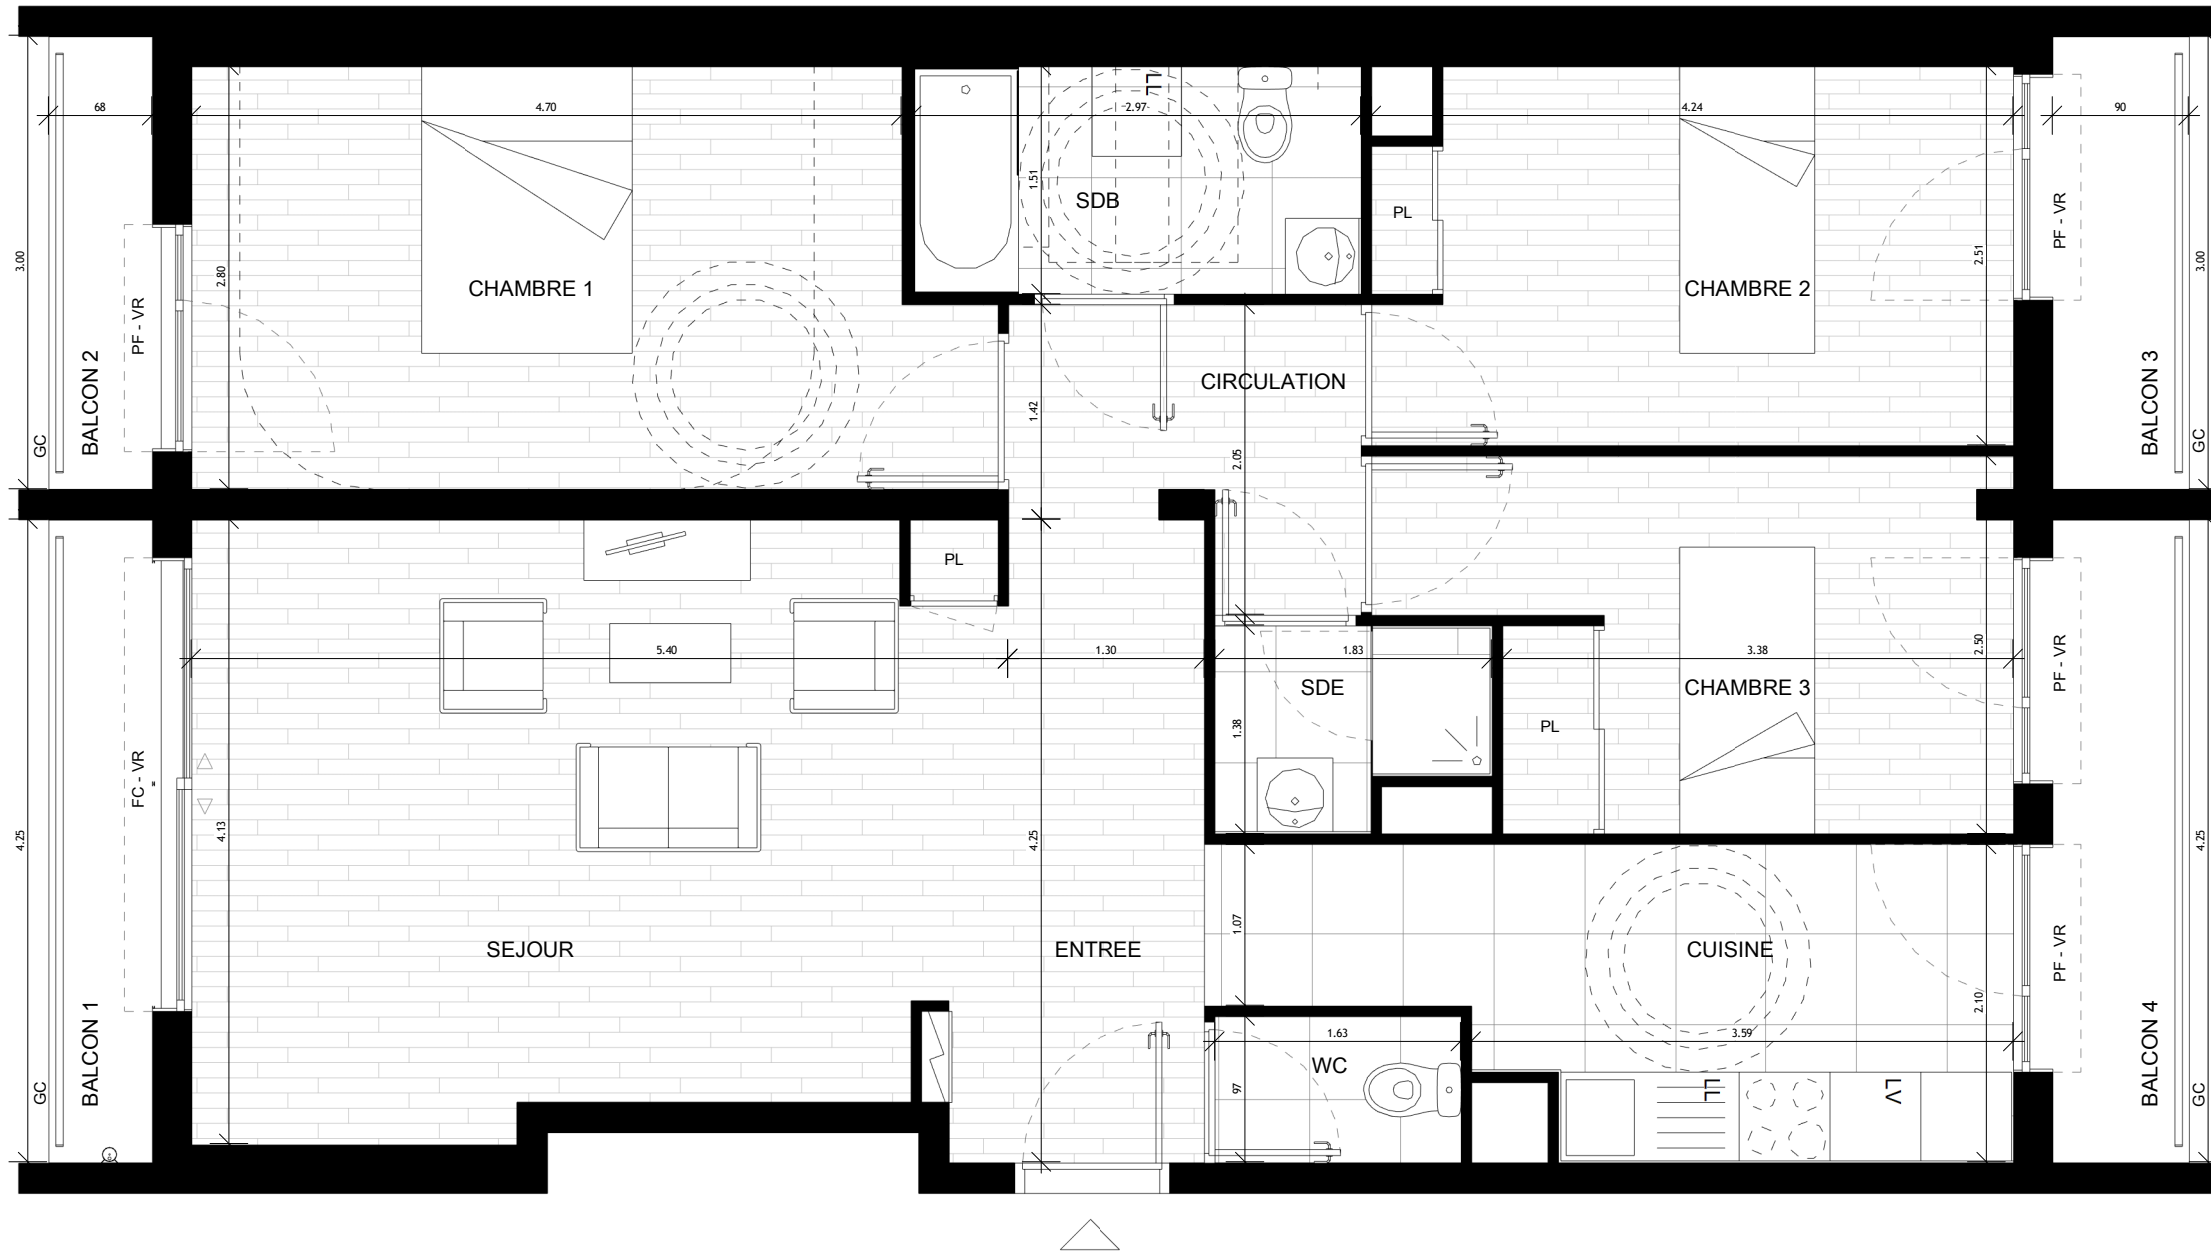 68
4.70
2.97
LL
4.24
90
1.51
SDB
PL
PF - VR
3.00
2.80
2.51
3.00
CHAMBRE 1
CHAMBRE 2
PF - VR
BALCON 2
CIRCULATION
BALCON 3
1.42
GC
2.05
GC
PL
5.40
1.30
1.83
3.38
2.50
PF - VR
SDE
CHAMBRE 3
PL
1.38
FC - VR
4.13
4.25
4.25
4.25
1.07
SEJOUR
ENTREE
CUISINE
PF - VR
2.10
BALCON 1
1.63
3.59
BALCON 4
WC
97
LL
LV
GC
GC